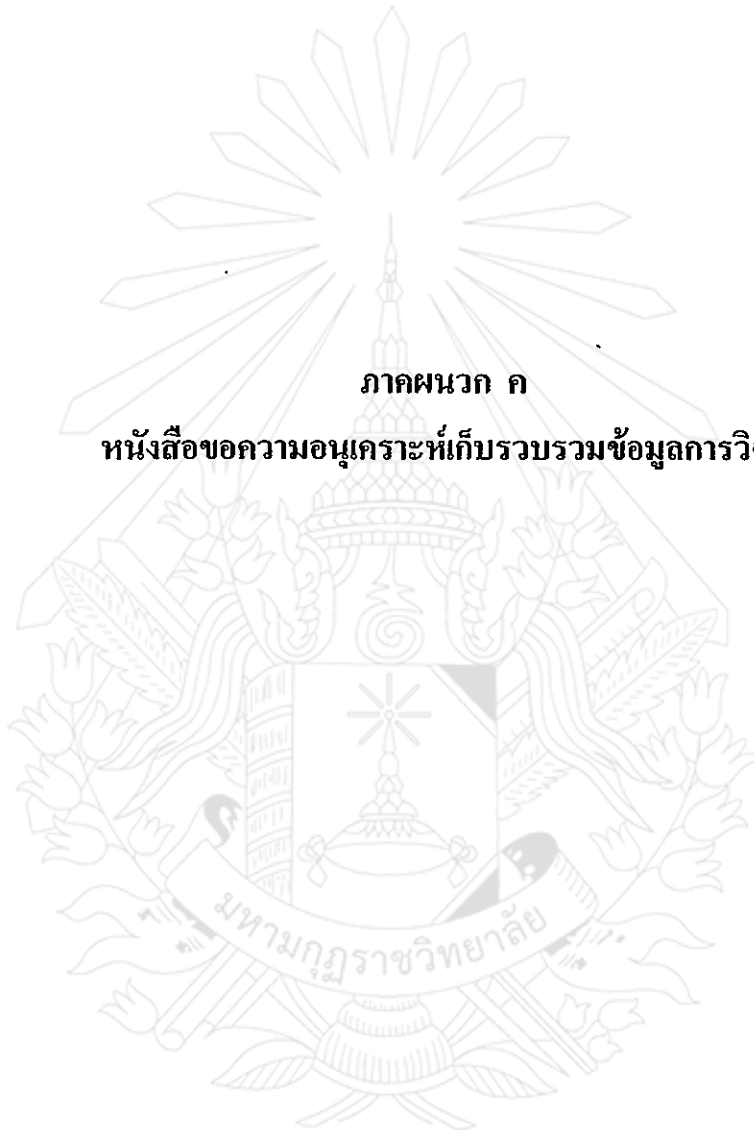 ภาคผนวก ค
หนังสือขอความอนุเคราะห์เก็บรวบรวมข้อมูลการวิ
มหามกุฏราชวิทยาลัย